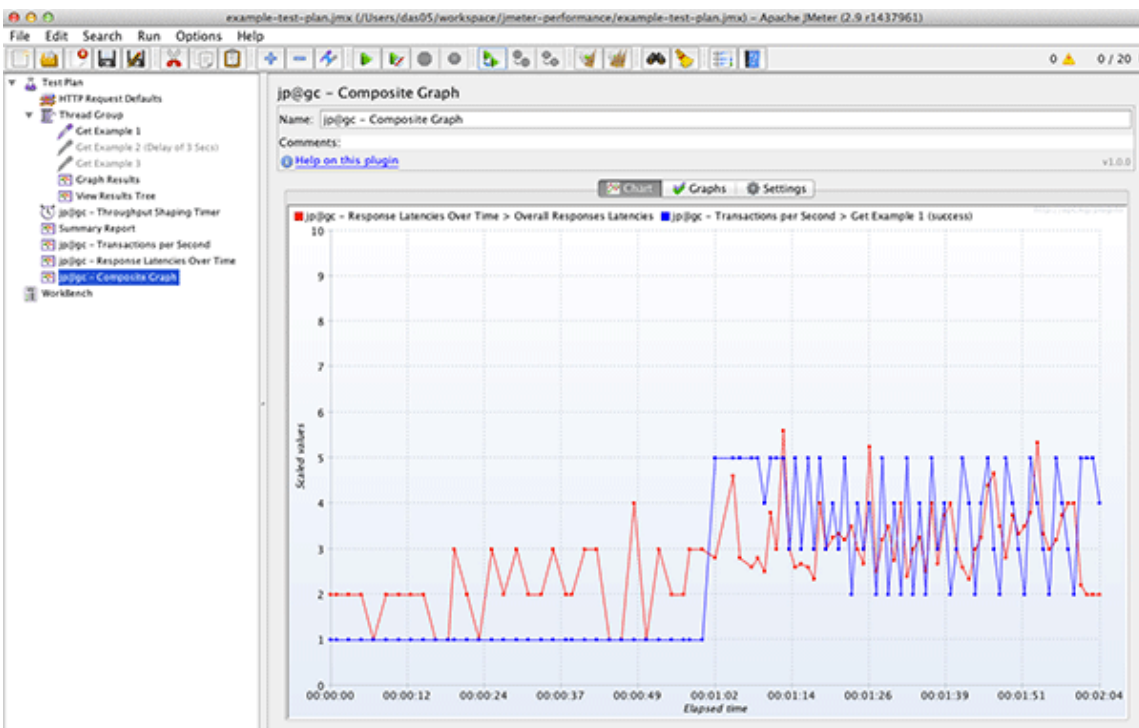 example-test-plan.jmx (/Users/das05/workspace/jmeter-performance/example-test-plan.jmx) - Apache JMeter (2.9 r1437961)
File Edit Search Run Options Help
0 0 / 20
Test Plan
HTTP Request Defaults
Thread Group
Get Example 1
Get Example 2 (Delay of 3 Secs)
Get Example 3
Graph Results
View Results Tree
jp@gc - Throughput Shaping Timer
Summary Report
jp@gc - Transactions per Second
jp@gc - Response Latencies Over Time
jp@gc - Composite Graph
WorkBench
jp@gc - Composite Graph
Name: jp@gc - Composite Graph
Comments:
Help on this plugin v1.0.0
Chart Graphs Settings
jp@gc - Response Latencies Over Time > Overall Responses Latencies jp@gc - Transactions per Second > Get Example 1 (success)
10
9
8
7
6
5
4
3
2
1
0
Scaled values
00:00:00 00:00:12 00:00:24 00:00:37 00:00:49 00:01:02 00:01:14 00:01:26 00:01:39 00:01:51 00:02:04
Elapsed time